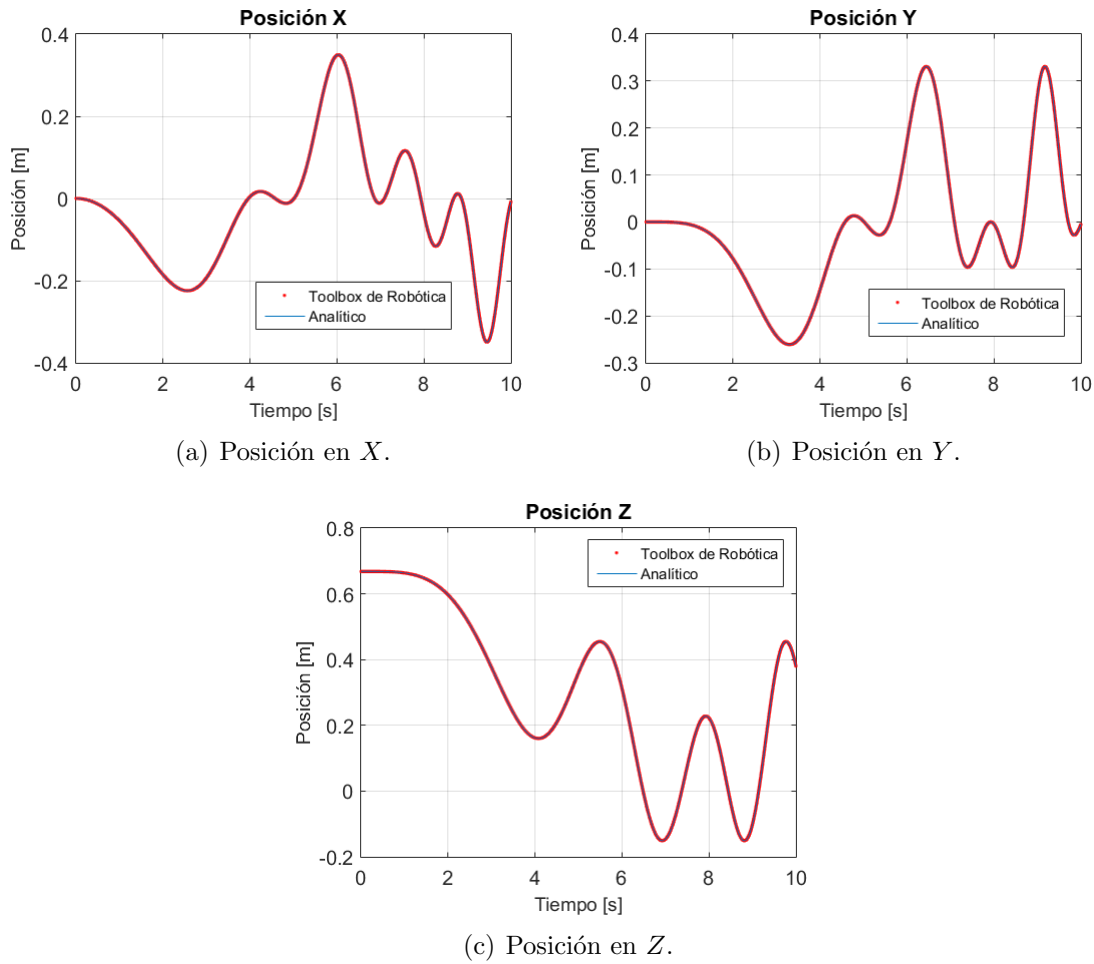 Posición X
0.4
0.2
0
-0.2
-0.4
Posición [m]
Toolbox de Robótica
Analítico
0 2 4 6 8 10
Tiempo [s]
(a) Posición en X.
Posición Y
0.4
0.3
0.2
0.1
0
-0.1
-0.2
-0.3
Posición [m]
Toolbox de Robótica
Analítico
0 2 4 6 8 10
Tiempo [s]
(b) Posición en Y.
Posición Z
0.8
0.6
0.4
0.2
0
-0.2
Posición [m]
Toolbox de Robótica
Analítico
0 2 4 6 8 10
Tiempo [s]
(c) Posición en Z.